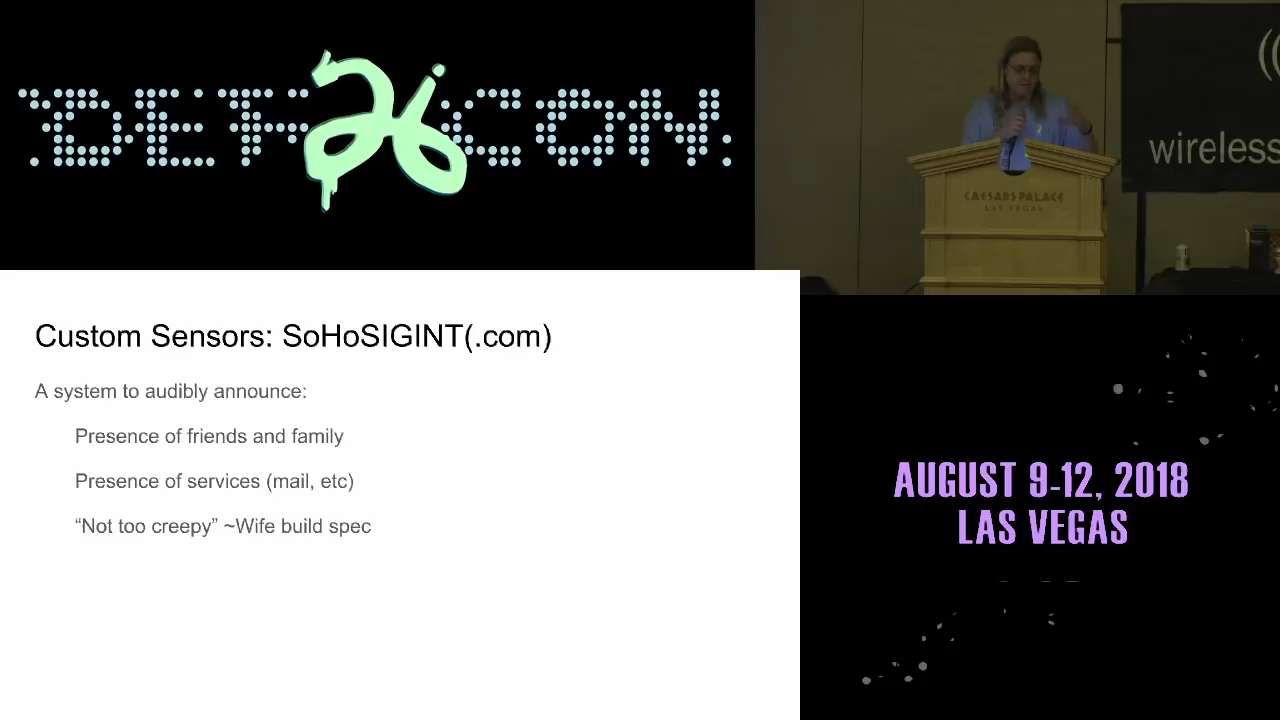 DEF 26 CON
CAESARS PALACE
LAS VEGAS
wireless
Custom Sensors: SoHoSIGINT(.com)
A system to audibly announce:
Presence of friends and family
Presence of services (mail, etc)
“Not too creepy” ~Wife build spec
AUGUST 9-12, 2018
LAS VEGAS